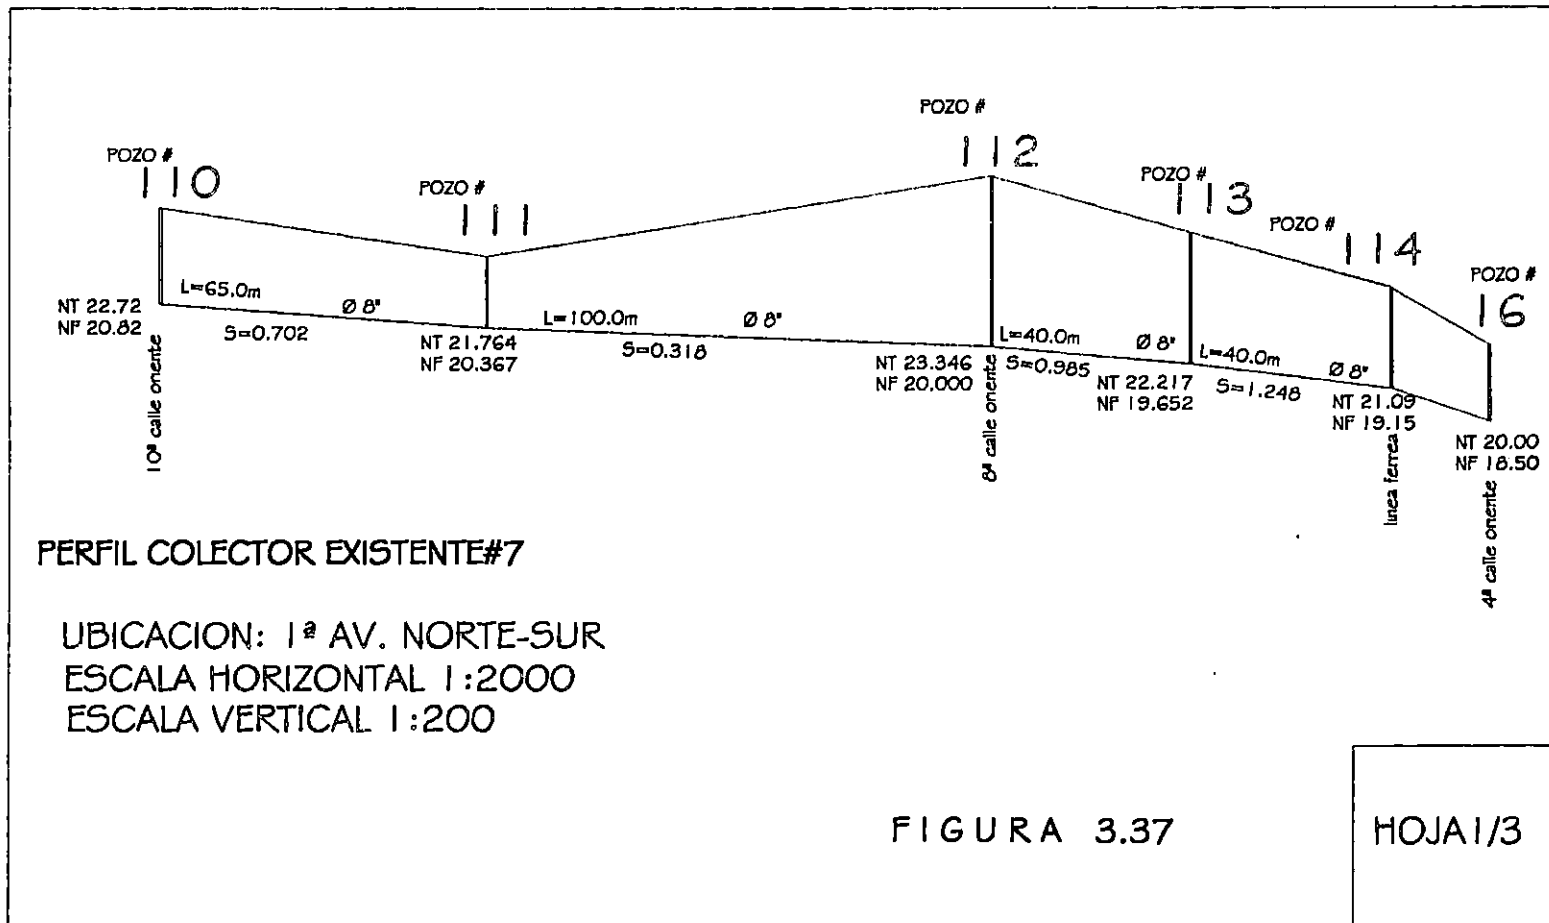 POZO #
110
POZO #
111
POZO #
112
POZO #
113
POZO #
114
POZO #
16
L=65.0m
Ø 8"
S=0.702
NT 22.72
NF 20.82
10ª calle oriente
L=100.0m
Ø 8"
S=0.318
NT 21.764
NF 20.367
L=40.0m
Ø 8"
S=0.985
NT 23.346
NF 20.000
8ª calle oriente
L=40.0m
Ø 8"
S=1.248
NT 22.217
NF 19.652
NT 21.09
NF 19.15
linea ferrea
NT 20.00
NF 18.50
4ª calle oriente
PERFIL COLECTOR EXISTENTE#7
UBICACION: 1ª AV. NORTE-SUR
ESCALA HORIZONTAL 1:2000
ESCALA VERTICAL 1:200
FIGURA 3.37
HOJA1/3